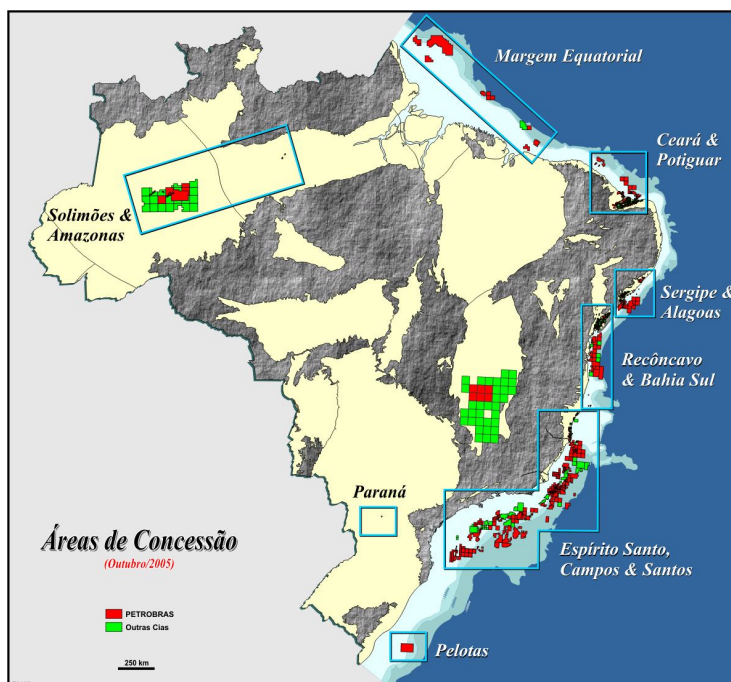 Margem Equatorial
Ceará &
Potiguar
Solimões &
Amazonas
Sergipe &
Alagoas
Recôncavo
& Bahia Sul
Paraná
Áreas de Concessão
(Outubro/2005)
Espírito Santo,
Campos & Santos
PETROBRAS
Outras Cias
Pelotas
250 km